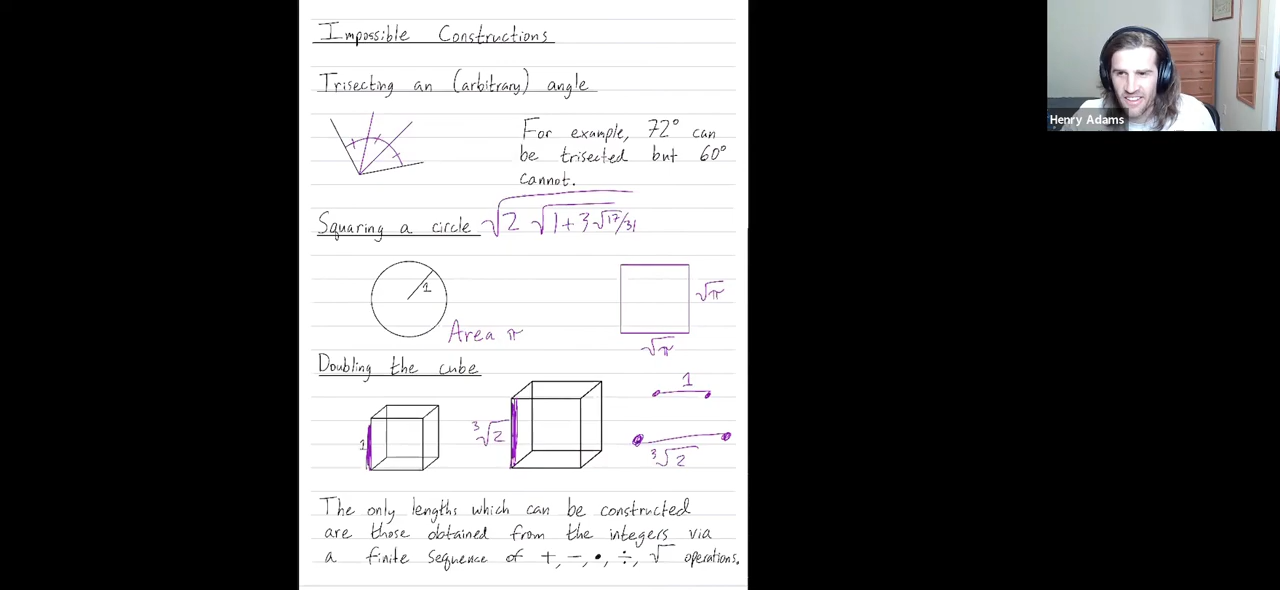 Impossible Constructions
Trisecting an (arbitrary) angle
For example, 72° can
be trisected but 60°
cannot.
Squaring a circle √(2 √(1+3√17/31))
1
Area π
√π
√π
Doubling the cube
1
1
∛2
∛2
The only lengths which can be constructed
are those obtained from the integers via
a finite sequence of +, −, •, ÷, √ operations.
Henry Adams